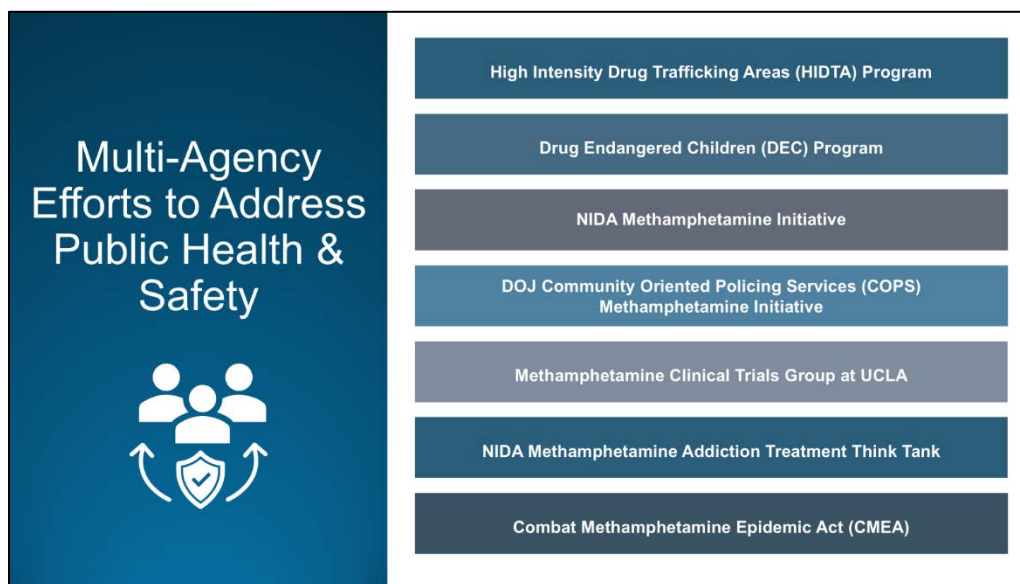 Multi-Agency
Efforts to Address
Public Health &
Safety
High Intensity Drug Trafficking Areas (HIDTA) Program
Drug Endangered Children (DEC) Program
NIDA Methamphetamine Initiative
DOJ Community Oriented Policing Services (COPS)
Methamphetamine Initiative
Methamphetamine Clinical Trials Group at UCLA
NIDA Methamphetamine Addiction Treatment Think Tank
Combat Methamphetamine Epidemic Act (CMEA)